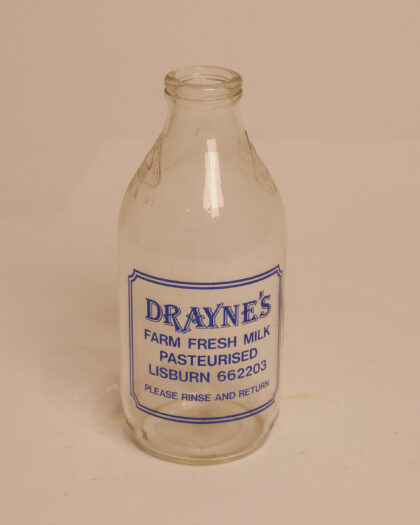 DRAYNE'S
FARM FRESH MILK
PASTEURISED
LISBURN 662203
PLEASE RINSE AND RETURN